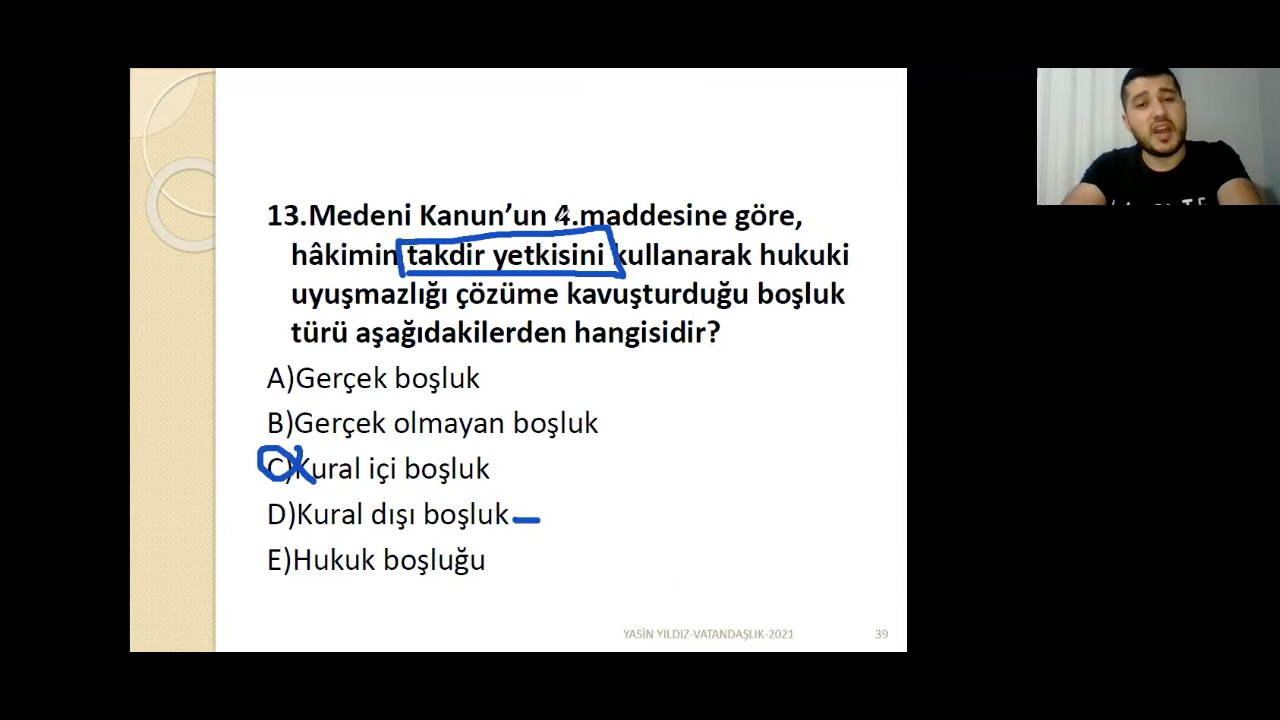 13.Medeni Kanun'un 4.maddesine göre,
hâkimin takdir yetkisini kullanarak hukuki
uyuşmazlığı çözüme kavuşturduğu boşluk
türü aşağıdakilerden hangisidir?
A)Gerçek boşluk
B)Gerçek olmayan boşluk
C)Kural içi boşluk
D)Kural dışı boşluk
E)Hukuk boşluğu
YASİN YILDIZ-VATANDAŞLIK-2021 39